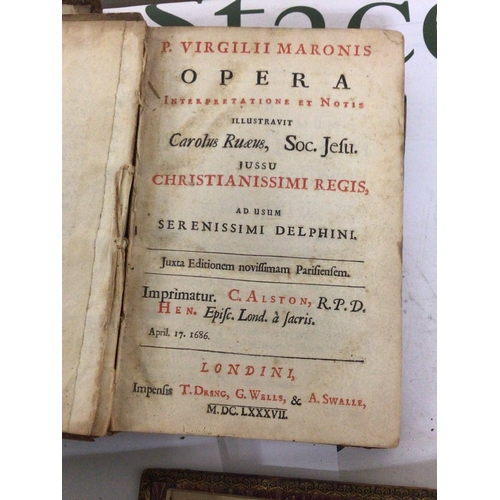 stace
P. VIRGILII MARONIS
OPERA
INTERPRETATIONE ET NOTIS
ILLUSTRAVIT
Carolus Ruæus, Soc. Jesu.
JUSSU
CHRISTIANISSIMI REGIS,
AD USUM
SERENISSIMI DELPHINI.
Juxta Editionem novissimam Parisiensem.
Imprimatur. C. ALSTON, R. P. D.
HEN. Episc. Lond. à sacris.
April. 17. 1686.
LONDINI,
Impensis T. DRING, G. WELLS, & A. SWALLE,
M.DC.LXXXVII.